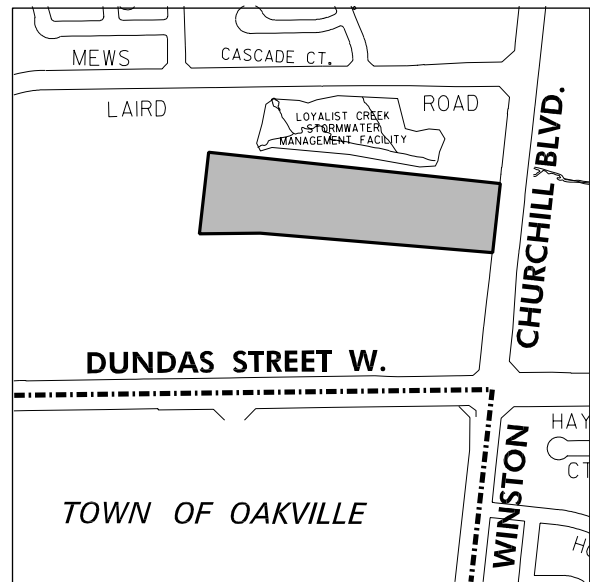 MEWS
CASCADE CT.
LAIRD ROAD
LOYALIST CREEK
STORMWATER
MANAGEMENT FACILITY
CHURCHILL BLVD.
DUNDAS STREET W.
HAY
CT
WINSTON
TOWN OF OAKVILLE